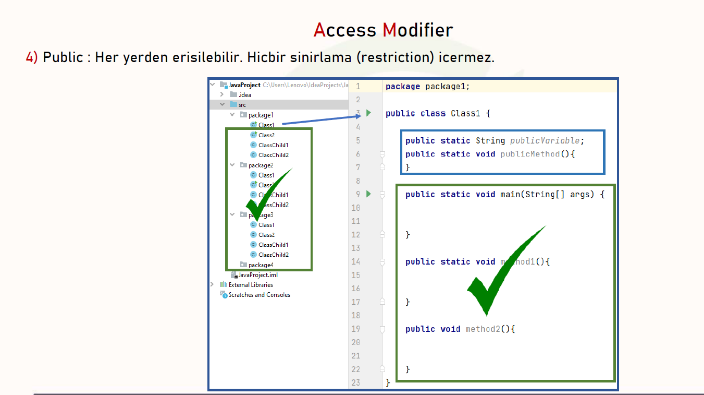 Access Modifier
4) Public : Her yerden erisilebilir. Hicbir sinirlama (restriction) icermez.
JavaProject
.idea
src
package1
Class1
Class2
ClassChild1
ClassChild2
package2
Class1
ClassChild2
package3
Class1
Class2
ClassChild1
ClassChild2
package4
JavaProject.iml
External Libraries
Scratches and Consoles
1 package package1;
2
3 public class Class1 {
4
5 public static String publicVariable;
6 public static void publicMethod(){
7 }
8
9 public static void main(String[] args) {
10
11
12 }
13
14 public static void method1(){
15
16
17 }
18
19 public void method2(){
20
21
22 }
23 }